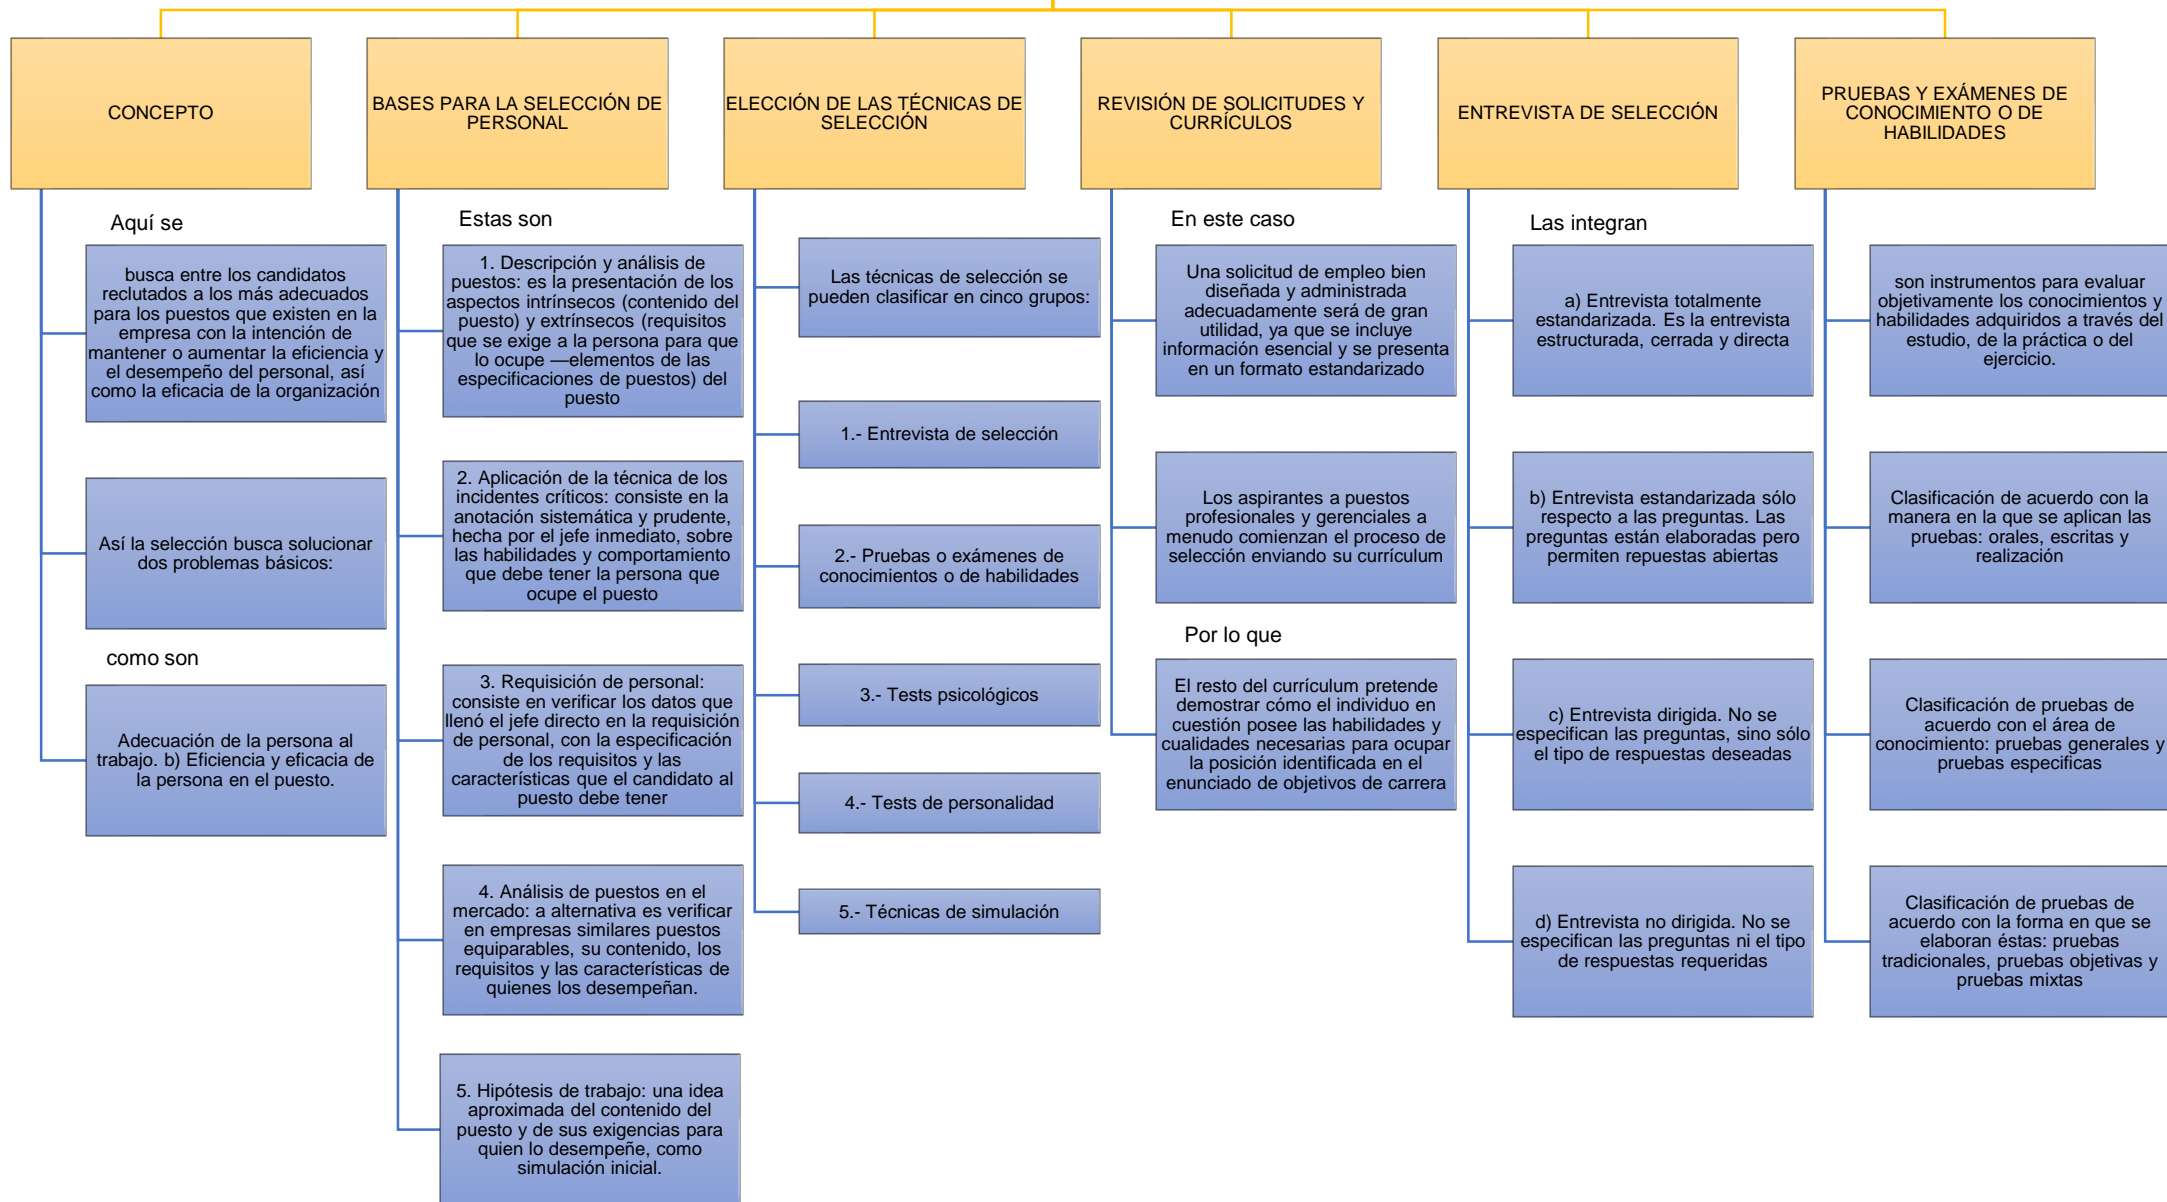 CONCEPTO
Aquí se
busca entre los candidatos
reclutados a los más adecuados
para los puestos que existen en la
empresa con la intención de
mantener o aumentar la eficiencia y
el desempeño del personal, así
como la eficacia de la organización
Así la selección busca solucionar
dos problemas básicos:
como son
Adecuación de la persona al
trabajo. b) Eficiencia y eficacia de
la persona en el puesto.
BASES PARA LA SELECCIÓN DE
PERSONAL
Estas son
1. Descripción y análisis de
puestos: es la presentación de los
aspectos intrínsecos (contenido del
puesto) y extrínsecos (requisitos
que se exige a la persona para que
lo ocupe —elementos de las
especificaciones de puestos) del
puesto
2. Aplicación de la técnica de los
incidentes críticos: consiste en la
anotación sistemática y prudente,
hecha por el jefe inmediato, sobre
las habilidades y comportamiento
que debe tener la persona que
ocupe el puesto
3. Requisición de personal:
consiste en verificar los datos que
llenó el jefe directo en la requisición
de personal, con la especificación
de los requisitos y las
características que el candidato al
puesto debe tener
4. Análisis de puestos en el
mercado: a alternativa es verificar
en empresas similares puestos
equiparables, su contenido, los
requisitos y las características de
quienes los desempeñan.
5. Hipótesis de trabajo: una idea
aproximada del contenido del
puesto y de sus exigencias para
quien lo desempeñe, como
simulación inicial.
ELECCIÓN DE LAS TÉCNICAS DE
SELECCIÓN
Las técnicas de selección se
pueden clasificar en cinco grupos:
1.- Entrevista de selección
2.- Pruebas o exámenes de
conocimientos o de habilidades
3.- Tests psicológicos
4.- Tests de personalidad
5.- Técnicas de simulación
REVISIÓN DE SOLICITUDES Y
CURRÍCULOS
En este caso
Una solicitud de empleo bien
diseñada y administrada
adecuadamente será de gran
utilidad, ya que se incluye
información esencial y se presenta
en un formato estandarizado
Los aspirantes a puestos
profesionales y gerenciales a
menudo comienzan el proceso de
selección enviando su currículum
Por lo que
El resto del currículum pretende
demostrar cómo el individuo en
cuestión posee las habilidades y
cualidades necesarias para ocupar
la posición identificada en el
enunciado de objetivos de carrera
ENTREVISTA DE SELECCIÓN
Las integran
a) Entrevista totalmente
estandarizada. Es la entrevista
estructurada, cerrada y directa
b) Entrevista estandarizada sólo
respecto a las preguntas. Las
preguntas están elaboradas pero
permiten repuestas abiertas
c) Entrevista dirigida. No se
especifican las preguntas, sino sólo
el tipo de respuestas deseadas
d) Entrevista no dirigida. No se
especifican las preguntas ni el tipo
de respuestas requeridas
PRUEBAS Y EXÁMENES DE
CONOCIMIENTO O DE
HABILIDADES
son instrumentos para evaluar
objetivamente los conocimientos y
habilidades adquiridos a través del
estudio, de la práctica o del
ejercicio.
Clasificación de acuerdo con la
manera en la que se aplican las
pruebas: orales, escritas y
realización
Clasificación de pruebas de
acuerdo con el área de
conocimiento: pruebas generales y
pruebas especificas
Clasificación de pruebas de
acuerdo con la forma en que se
elaboran éstas: pruebas
tradicionales, pruebas objetivas y
pruebas mixtas